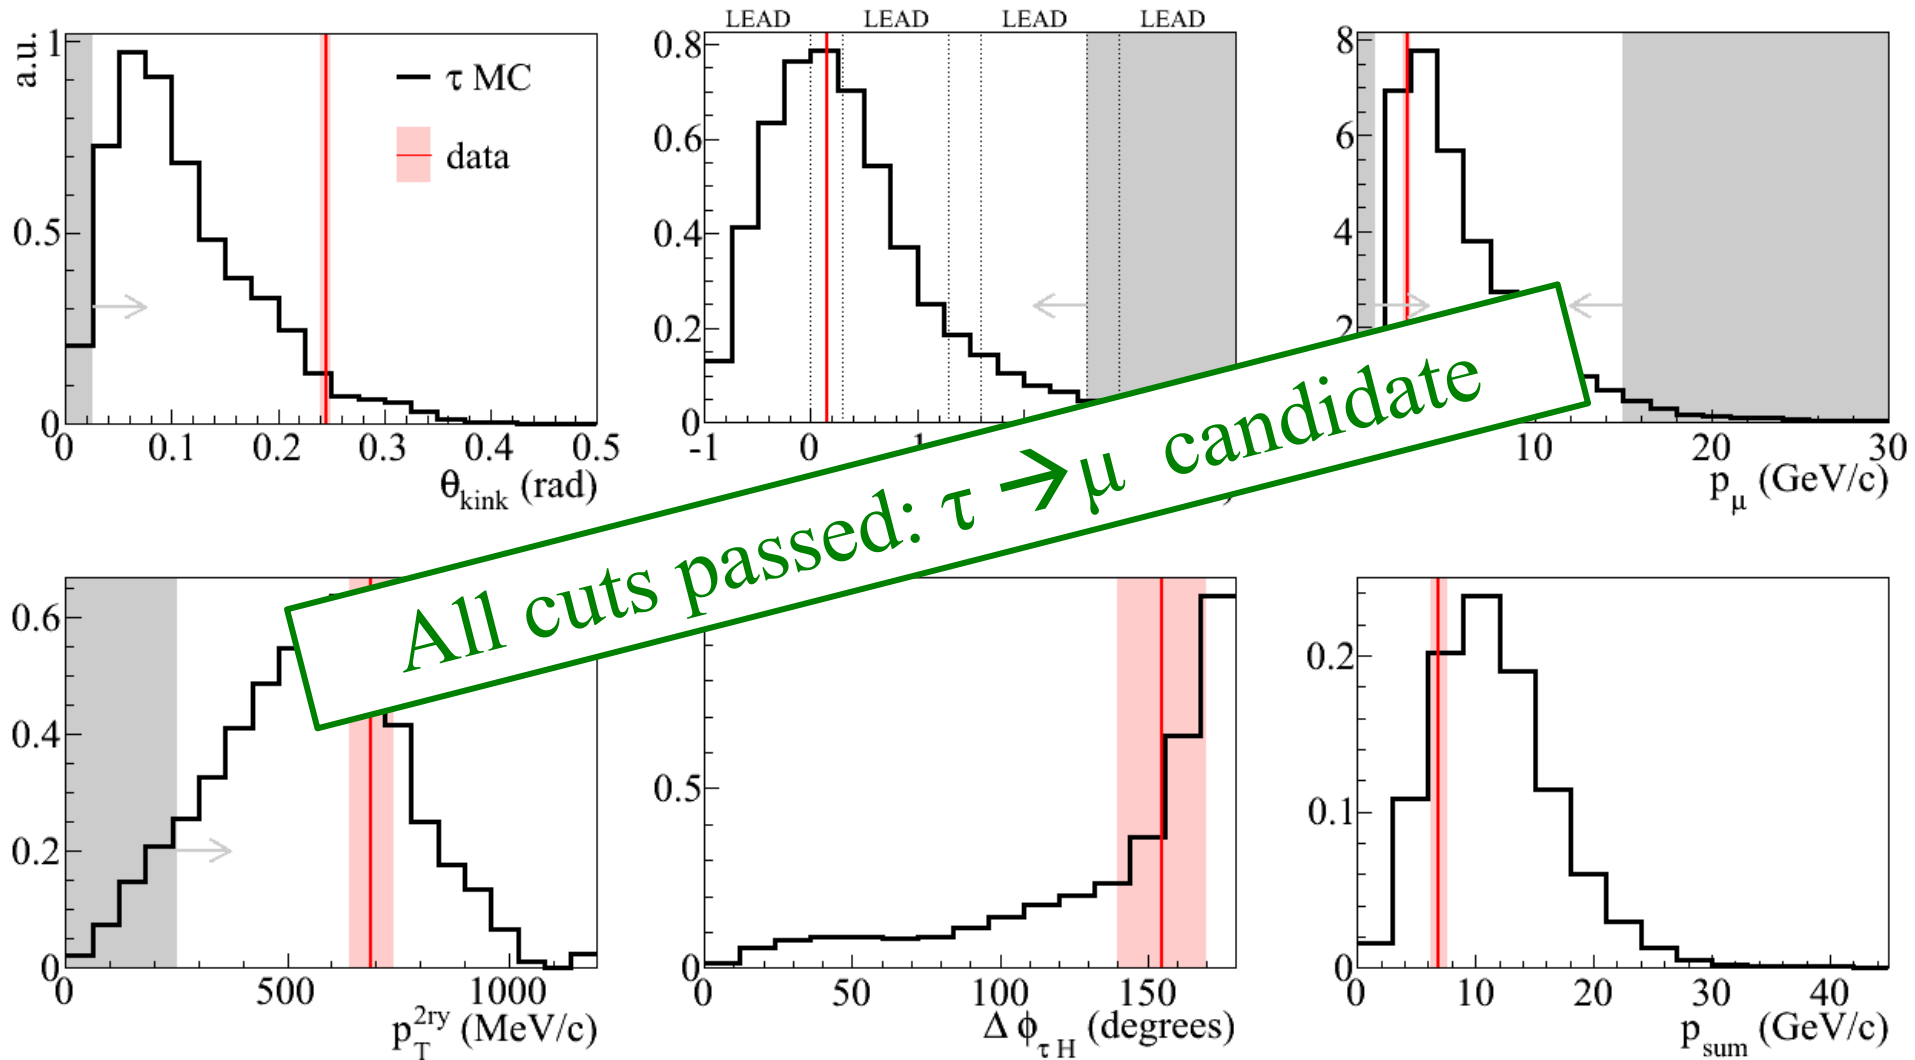 LEAD LEAD LEAD LEAD
a.u.
1
0.5
0
τ MC
data
0 0.1 0.2 0.3 0.4 0.5
θkink (rad)
0.8
0.6
0.4
0.2
0
-1 0 1
8
6
4
2
10 20 30
pμ (GeV/c)
All cuts passed: τ →μ candidate
0.6
0.4
0.2
0
0 500 1000
pT2ry (MeV/c)
0.5
0
0 50 100 150
Δ ϕτ H (degrees)
0.2
0.1
0
0 10 20 30 40
psum (GeV/c)